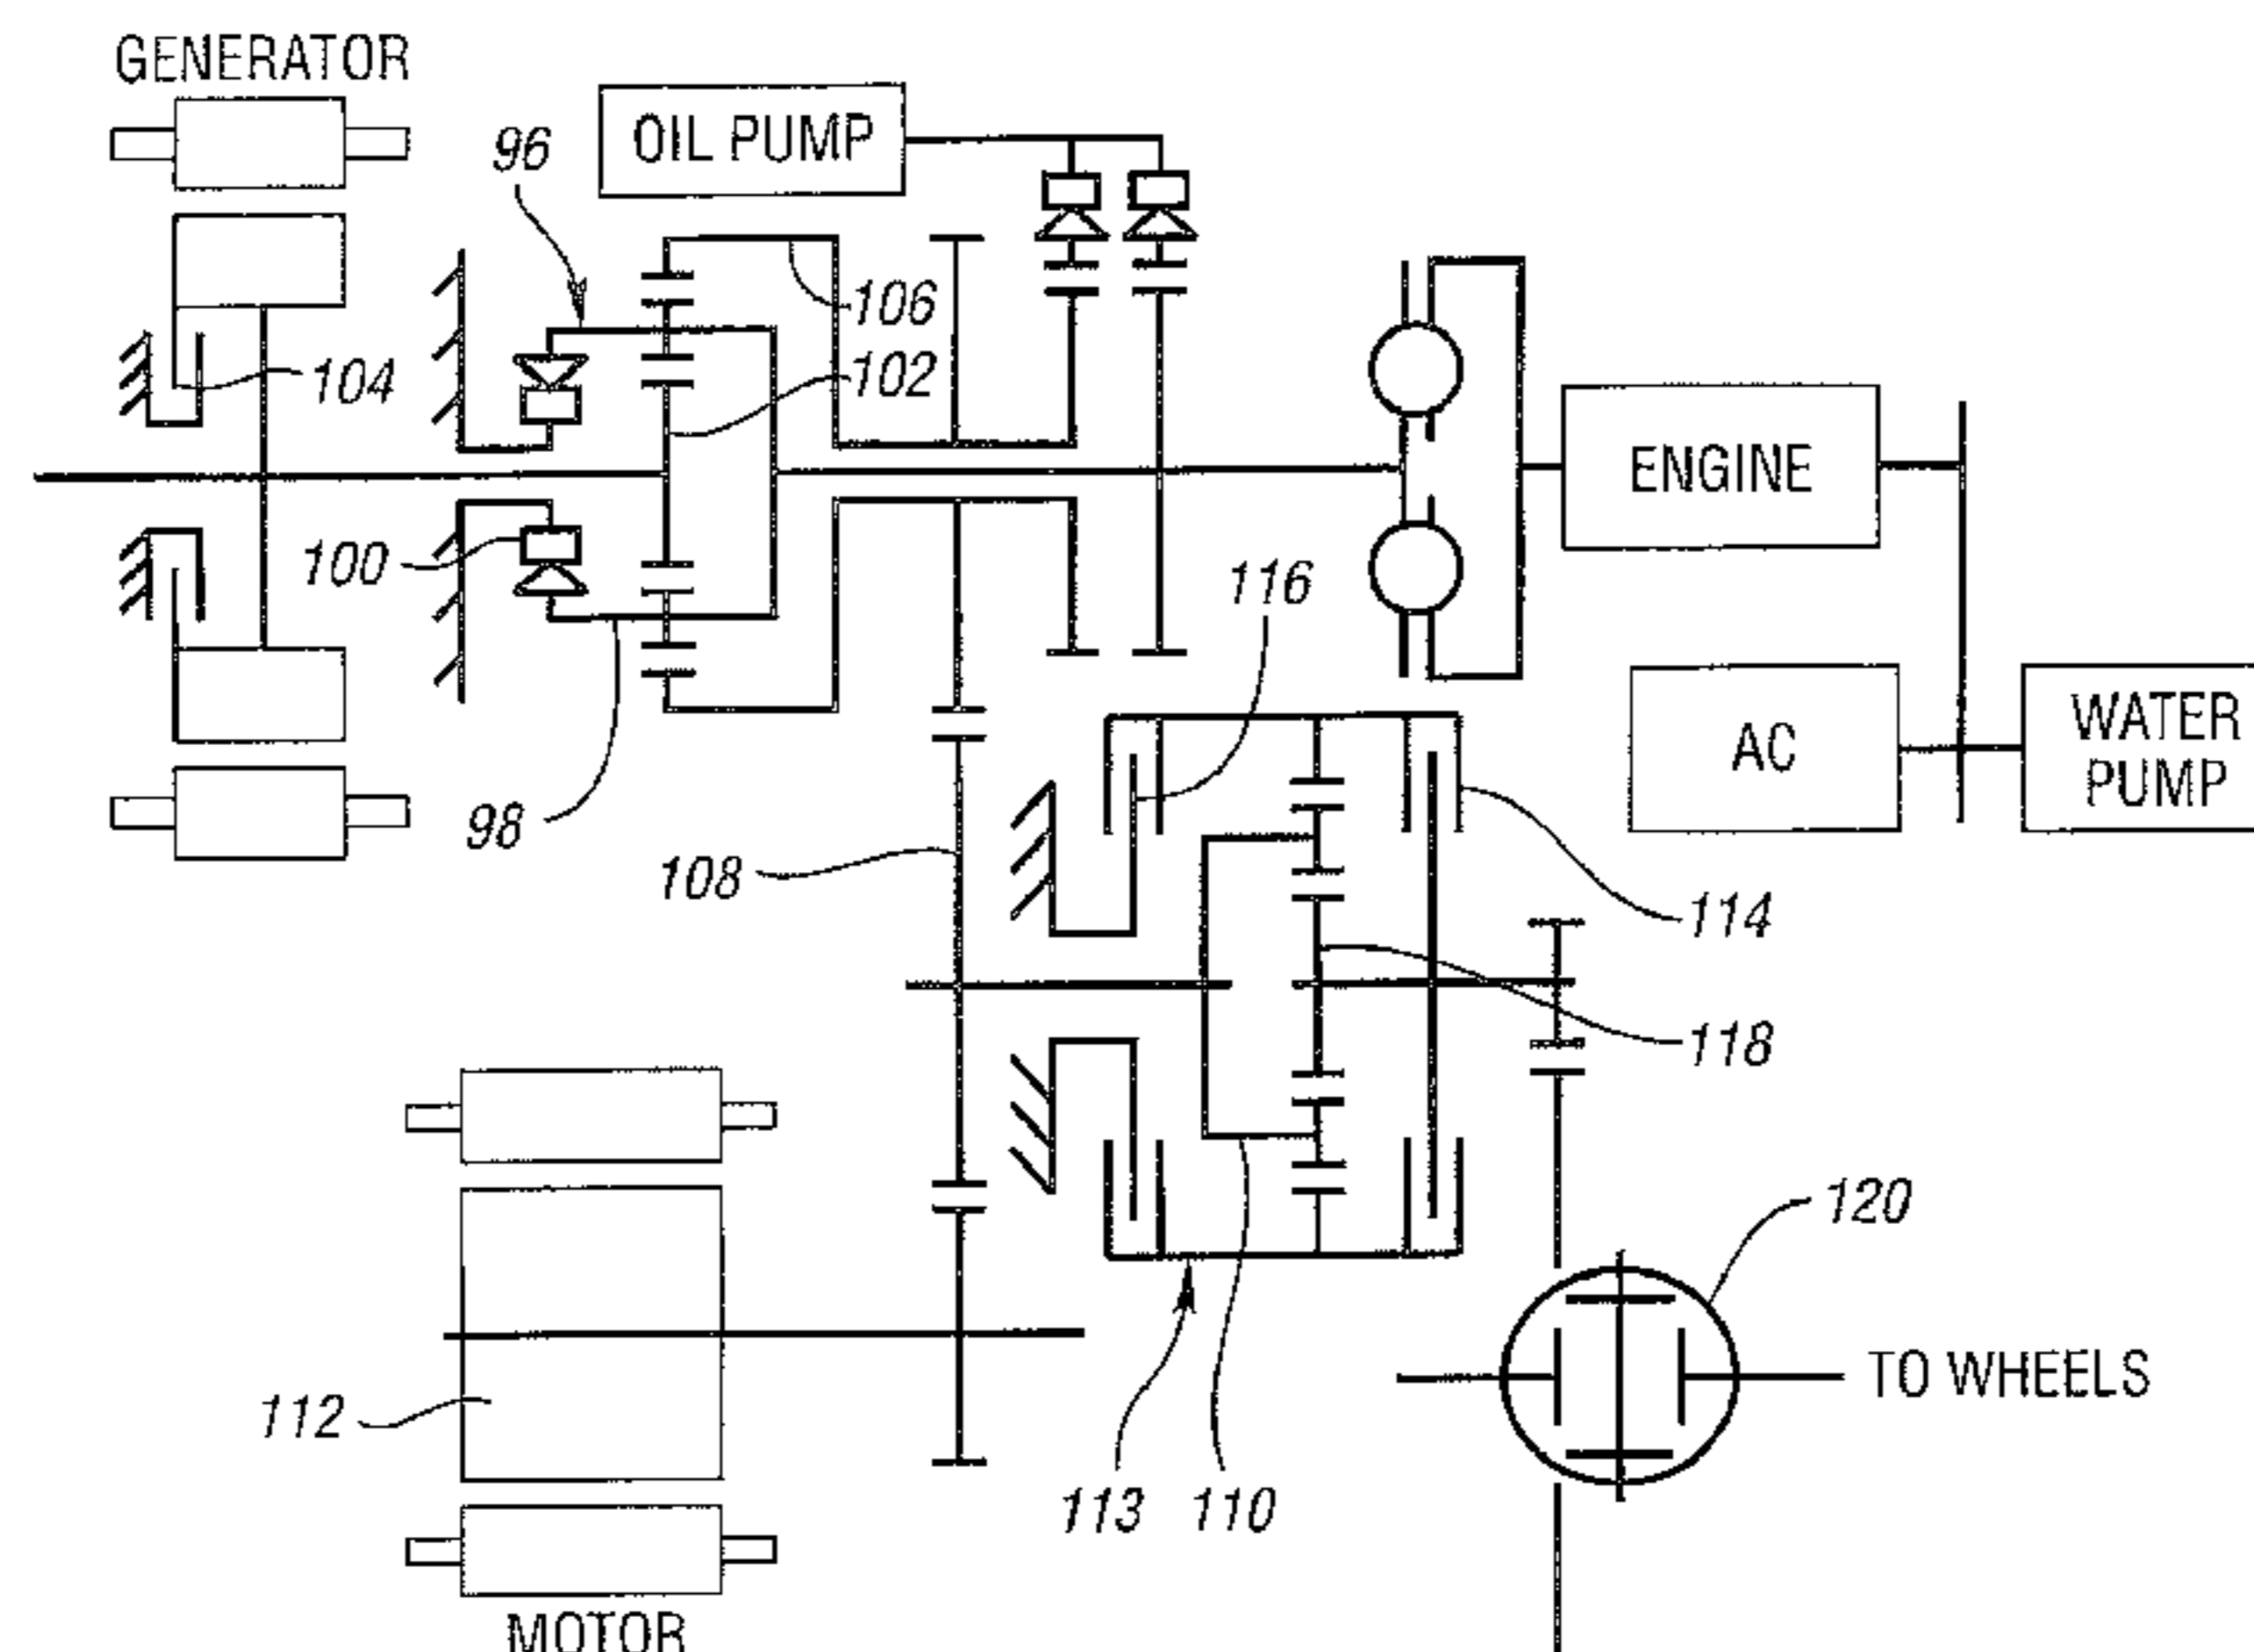 GENERATOR
OIL PUMP
96
106
102
104
ENGINE
100
116
AC
WATER
PUMP
98
108
114
118
120
TO WHEELS
112
113
110
MOTOR